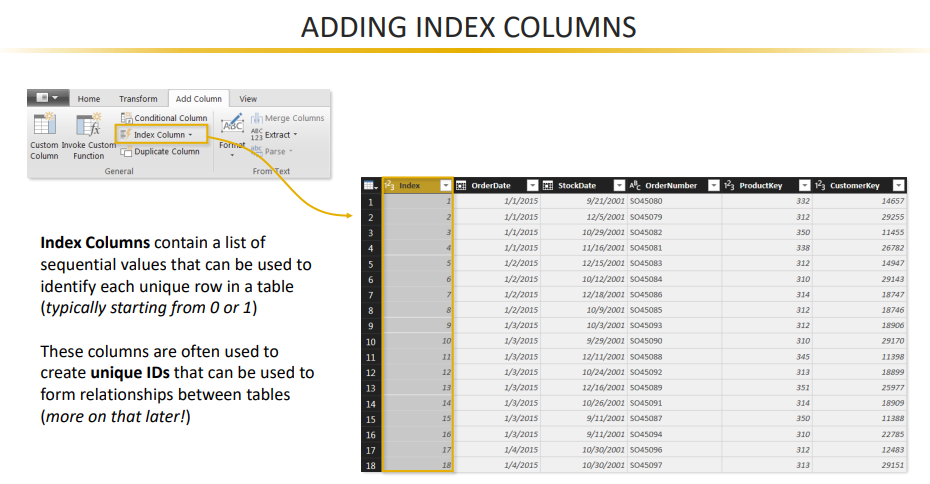 ADDING INDEX COLUMNS
Home Transform Add Column View
Custom Column
Invoke Custom Function
Conditional Column
Index Column
Duplicate Column
General
Format
Merge Columns
ABC 123 Extract
abc Parse
From Text
Index Columns contain a list of
sequential values that can be used to
identify each unique row in a table
(typically starting from 0 or 1)
These columns are often used to
create unique IDs that can be used to
form relationships between tables
(more on that later!)
Index OrderDate StockDate OrderNumber ProductKey CustomerKey
1 1 1/1/2015 9/21/2001 SO45080 332 14657
2 2 1/1/2015 12/5/2001 SO45079 312 29255
3 3 1/1/2015 10/29/2001 SO45082 350 11455
4 4 1/1/2015 11/16/2001 SO45081 338 26782
5 5 1/2/2015 12/15/2001 SO45083 312 14947
6 6 1/2/2015 10/12/2001 SO45084 310 29143
7 7 1/2/2015 12/18/2001 SO45086 314 18747
8 8 1/2/2015 10/9/2001 SO45085 312 18746
9 9 1/3/2015 10/3/2001 SO45093 312 18906
10 10 1/3/2015 9/29/2001 SO45090 310 29170
11 11 1/3/2015 12/11/2001 SO45088 345 11398
12 12 1/3/2015 10/24/2001 SO45092 313 18899
13 13 1/3/2015 12/16/2001 SO45089 351 25977
14 14 1/3/2015 10/26/2001 SO45091 314 18909
15 15 1/3/2015 9/11/2001 SO45087 350 11388
16 16 1/3/2015 9/11/2001 SO45094 310 22785
17 17 1/4/2015 10/30/2001 SO45096 312 12483
18 18 1/4/2015 10/30/2001 SO45097 313 29151